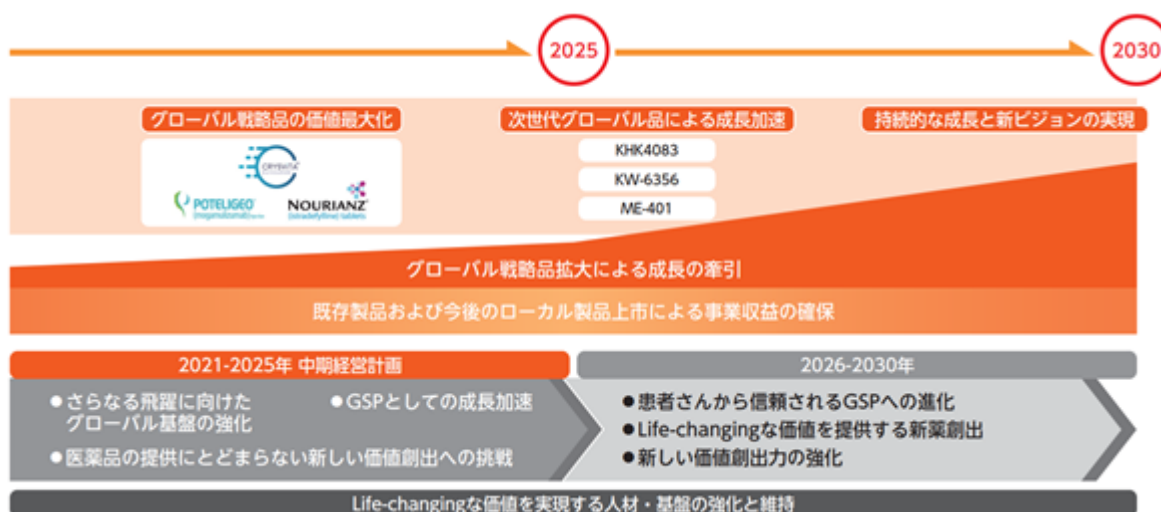 2025
2030
グローバル戦略品の価値最大化
次世代グローバル品による成長加速
持続的な成長と新ビジョンの実現
CRYSVITA
POTELIGEO
(mogamulizumab)
NOURIANZ
(istradefylline) tablets
KHK4083
KW-6356
ME-401
グローバル戦略品拡大による成長の牽引
既存製品および今後のローカル製品上市による事業収益の確保
2021-2025年 中期経営計画
●さらなる飛躍に向けた
グローバル基盤の強化
●GSPとしての成長加速
●医薬品の提供にとどまらない新しい価値創出への挑戦
2026-2030年
●患者さんから信頼されるGSPへの進化
●Life-changingな価値を提供する新薬創出
●新しい価値創出力の強化
Life-changingな価値を実現する人材・基盤の強化と維持